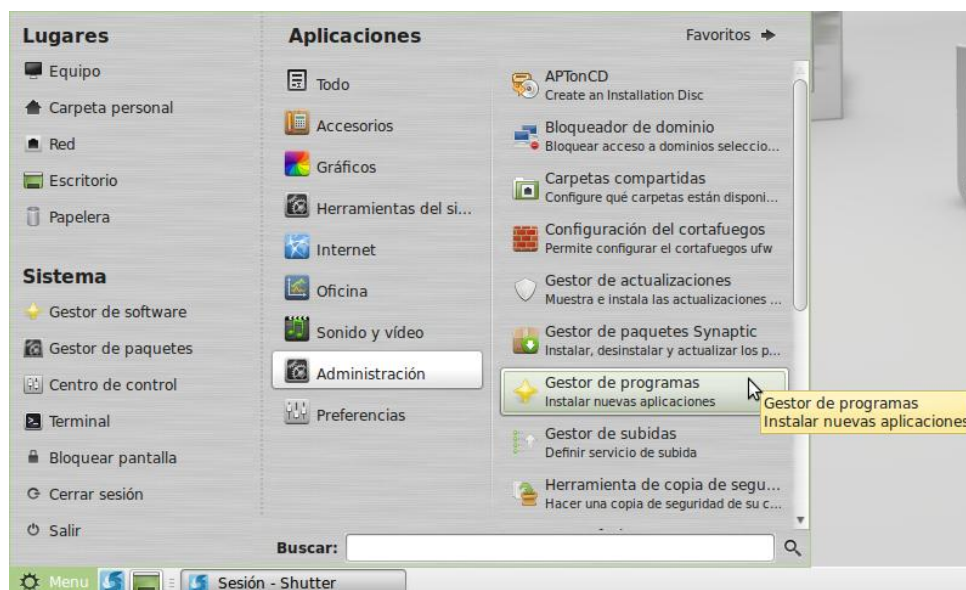 Lugares
Equipo
Carpeta personal
Red
Escritorio
Papelera
Sistema
Gestor de software
Gestor de paquetes
Centro de control
Terminal
Bloquear pantalla
Cerrar sesión
Salir
Aplicaciones
Favoritos
Todo
Accesorios
Gráficos
Herramientas del si...
Internet
Oficina
Sonido y vídeo
Administración
Preferencias
APTonCD
Create an Installation Disc
Bloqueador de dominio
Bloquear acceso a dominios seleccio...
Carpetas compartidas
Configure qué carpetas están disponi...
Configuración del cortafuegos
Permite configurar el cortafuegos ufw
Gestor de actualizaciones
Muestra e instala las actualizaciones ...
Gestor de paquetes Synaptic
Instalar, desinstalar y actualizar los p...
Gestor de programas
Instalar nuevas aplicaciones
Gestor de programas
Instalar nuevas aplicaciones
Gestor de subidas
Definir servicio de subida
Herramienta de copia de segu...
Hacer una copia de seguridad de su c...
Buscar:
Menu
Sesión - Shutter